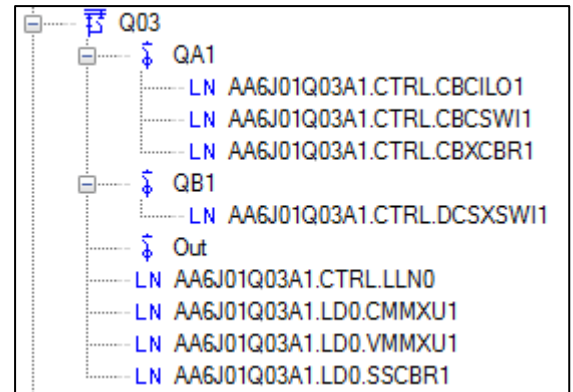 Q03
QA1
LN AA6J01Q03A1.CTRL.CBCILO1
LN AA6J01Q03A1.CTRL.CBCSWI1
LN AA6J01Q03A1.CTRL.CBXCBR1
QB1
LN AA6J01Q03A1.CTRL.DCSXSWI1
Out
LN AA6J01Q03A1.CTRL.LLN0
LN AA6J01Q03A1.LD0.CMMXU1
LN AA6J01Q03A1.LD0.VMMXU1
LN AA6J01Q03A1.LD0.SSCBR1